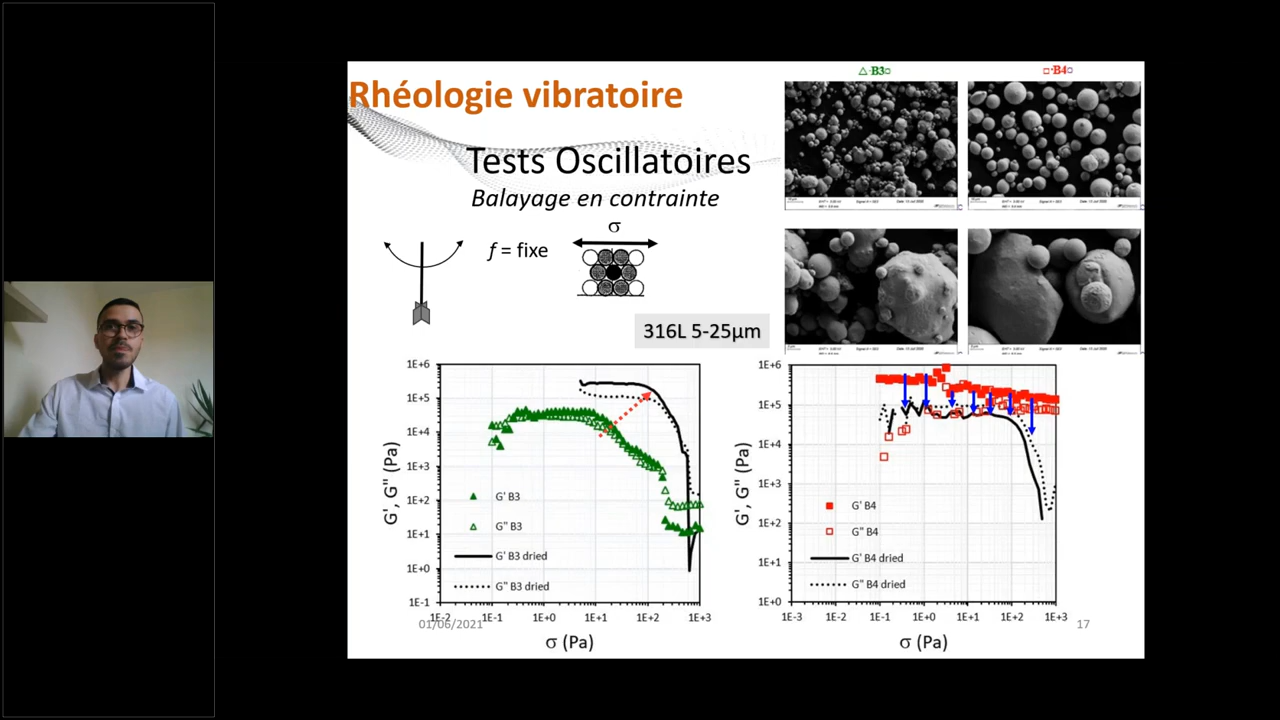 Rhéologie vibratoire
△ B3
□ B4
Tests Oscillatoires
Balayage en contrainte
σ
f = fixe
316L 5-25µm
1E+6
1E+5
1E+4
1E+3
1E+2
1E+1
1E+0
1E-1
G', G" (Pa)
G' B3
G" B3
G' B3 dried
G" B3 dried
1E-2 1E-1 1E+0 1E+1 1E+2 1E+3
σ (Pa)
01/06/2021
1E+6
1E+5
1E+4
1E+3
1E+2
1E+1
1E+0
G', G" (Pa)
G' B4
G" B4
G' B4 dried
G" B4 dried
1E-3 1E-2 1E-1 1E+0 1E+1 1E+2 1E+3
σ (Pa)
17